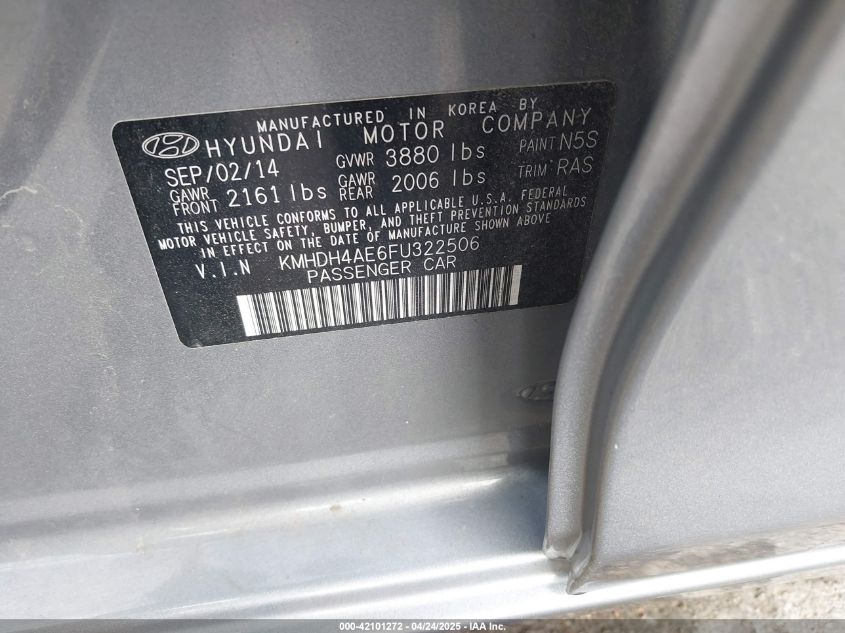 MANUFACTURED IN KOREA BY
HYUNDAI MOTOR COMPANY
SEP/02/14 GVWR 3880 lbs PAINT N5S
GAWR FRONT 2161 lbs GAWR REAR 2006 lbs TRIM RAS
THIS VEHICLE CONFORMS TO ALL APPLICABLE U.S.A. FEDERAL
MOTOR VEHICLE SAFETY, BUMPER, AND THEFT PREVENTION STANDARDS
IN EFFECT ON THE DATE OF MANUFACTURE SHOWN ABOVE
V.I.N KMHDH4AE6FU322506
PASSENGER CAR
000-42101272 - 04/24/2025 - IAA Inc.